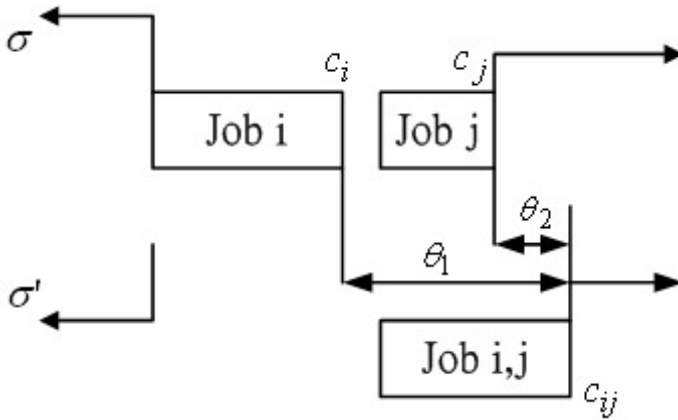 σ
c_i
c_j
Job i
Job j
θ_2
θ_1
σ'
Job i,j
c_ij